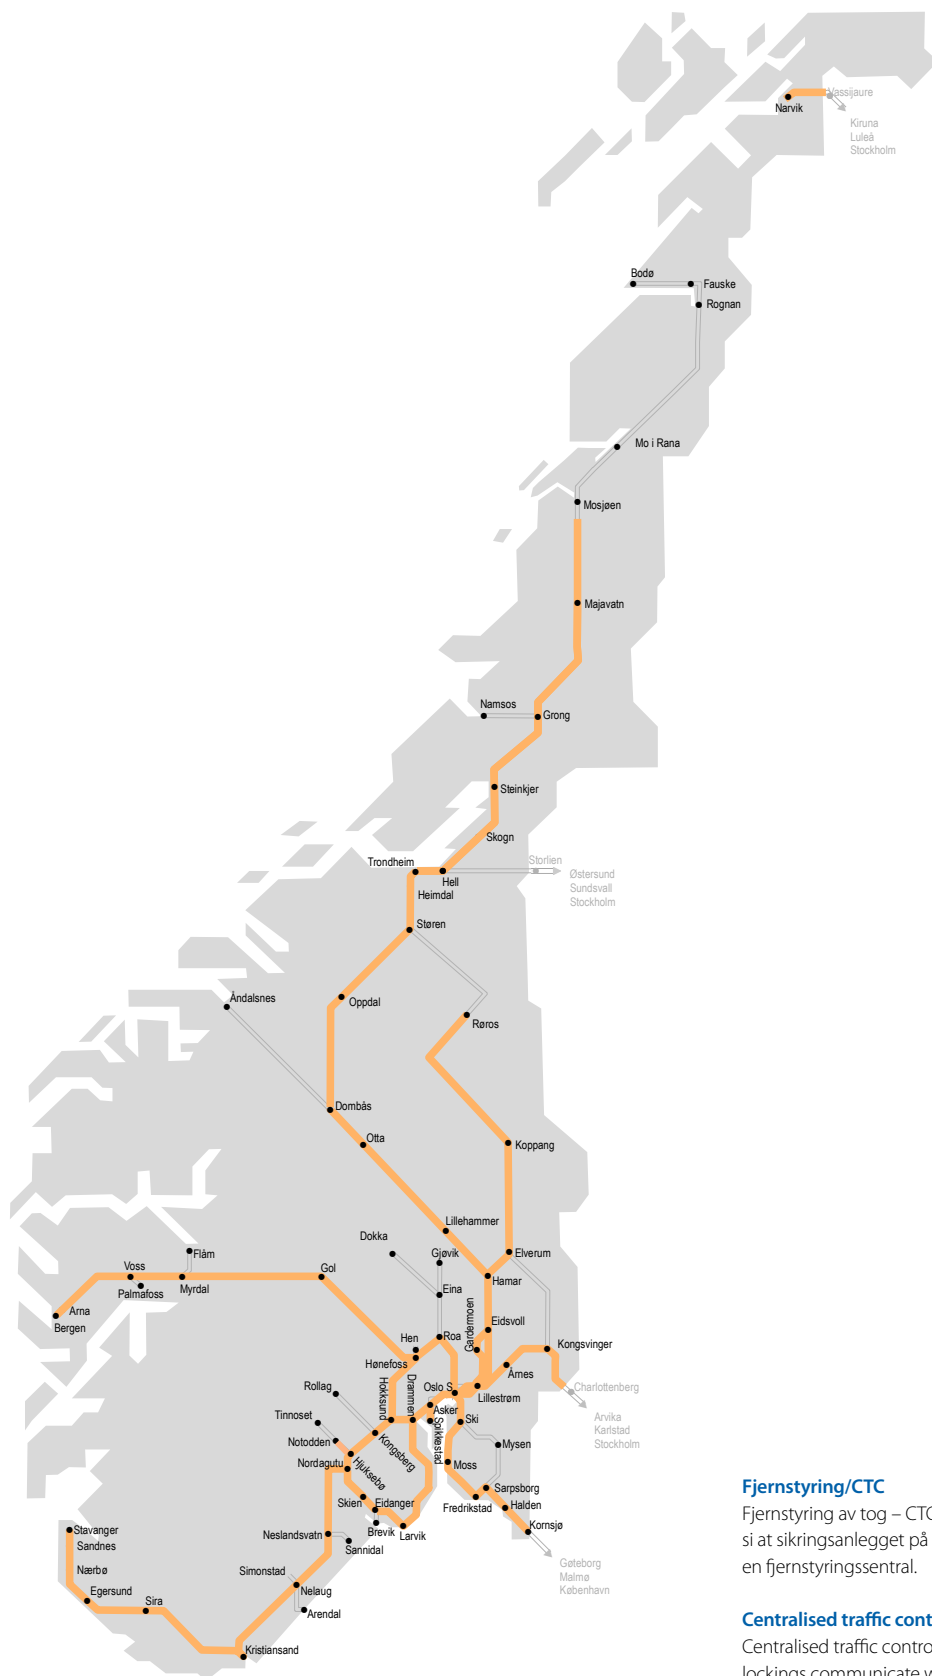 Vassijaure
Narvik
Kiruna
Luleå
Stockholm
Bodø
Fauske
Rognan
Mo i Rana
Mosjøen
Majavatn
Namsos
Grong
Steinkjer
Skogn
Trondheim
Storlien
Hell
Østersund
Sundsvall
Stockholm
Heimdal
Støren
Åndalsnes
Oppdal
Røros
Dombås
Otta
Koppang
Lillehammer
Dokka
Gjøvik
Elverum
Flåm
Voss
Gol
Hamar
Palmafoss
Myrdal
Eina
Arna
Bergen
Gardermoen
Eidsvoll
Hen
Roa
Kongsvinger
Hønefoss
Årnes
Drammen
Hokksund
Oslo S
Lillestrøm
Charlottenberg
Rollag
Asker
Spikkestad
Ski
Arvika
Karlstad
Stockholm
Tinnoset
Notodden
Kongsberg
Mysen
Nordagutu
Hjuksebø
Moss
Sarpsborg
Skien
Eidanger
Fredrikstad
Halden
Brevik
Larvik
Kornsjø
Stavanger
Sandnes
Neslandsvatn
Sannidal
Gøteborg
Malmø
København
Nærbø
Simonstad
Egersund
Sira
Nelaug
Arendal
Kristiansand
Fjernstyring/CTC
Fjernstyring av tog – CTC
si at sikringsanlegget på
en fjernstyringssentral.
Centralised traffic cont
Centralised traffic contro
lockings communicate w